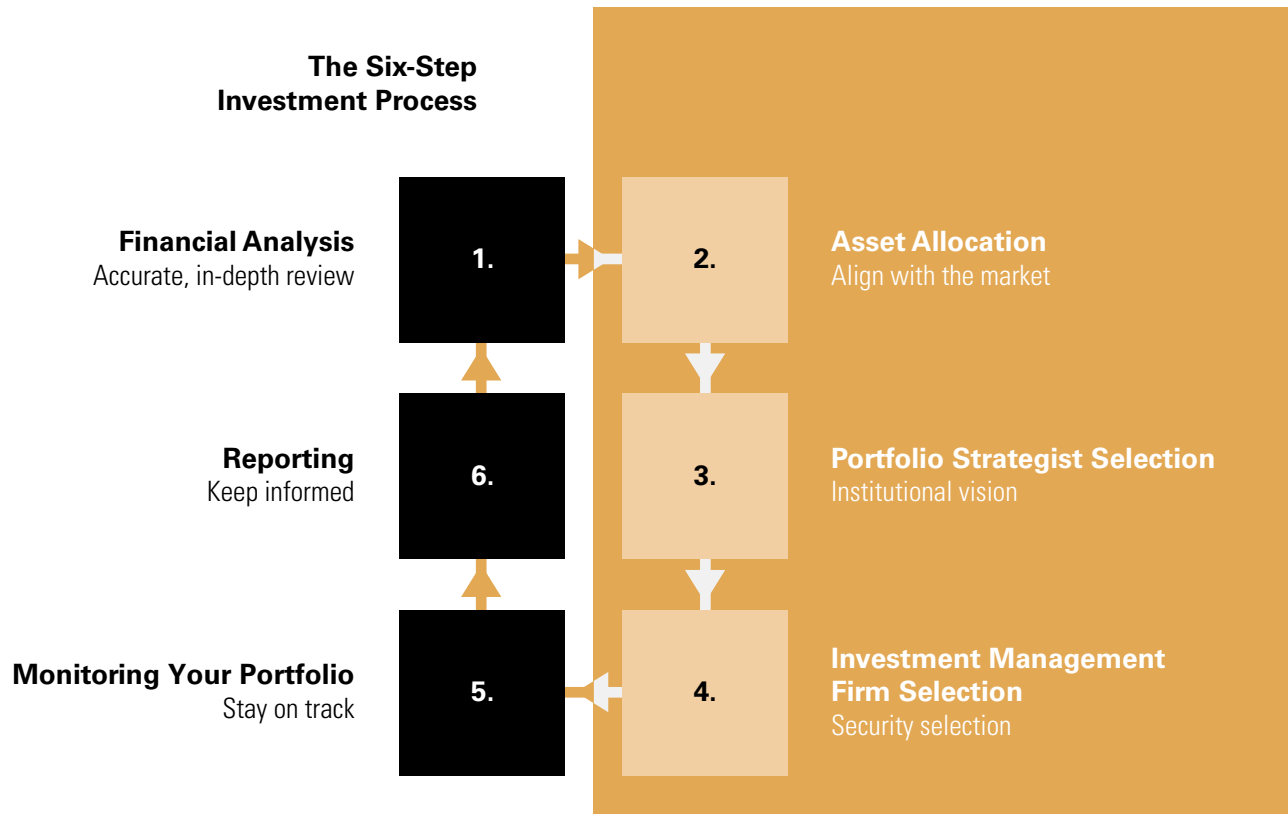 The Six-Step
Investment Process
1.
Financial Analysis
Accurate, in-depth review
2.
Asset Allocation
Align with the market
3.
Portfolio Strategist Selection
Institutional vision
4.
Investment Management
Firm Selection
Security selection
5.
Monitoring Your Portfolio
Stay on track
6.
Reporting
Keep informed